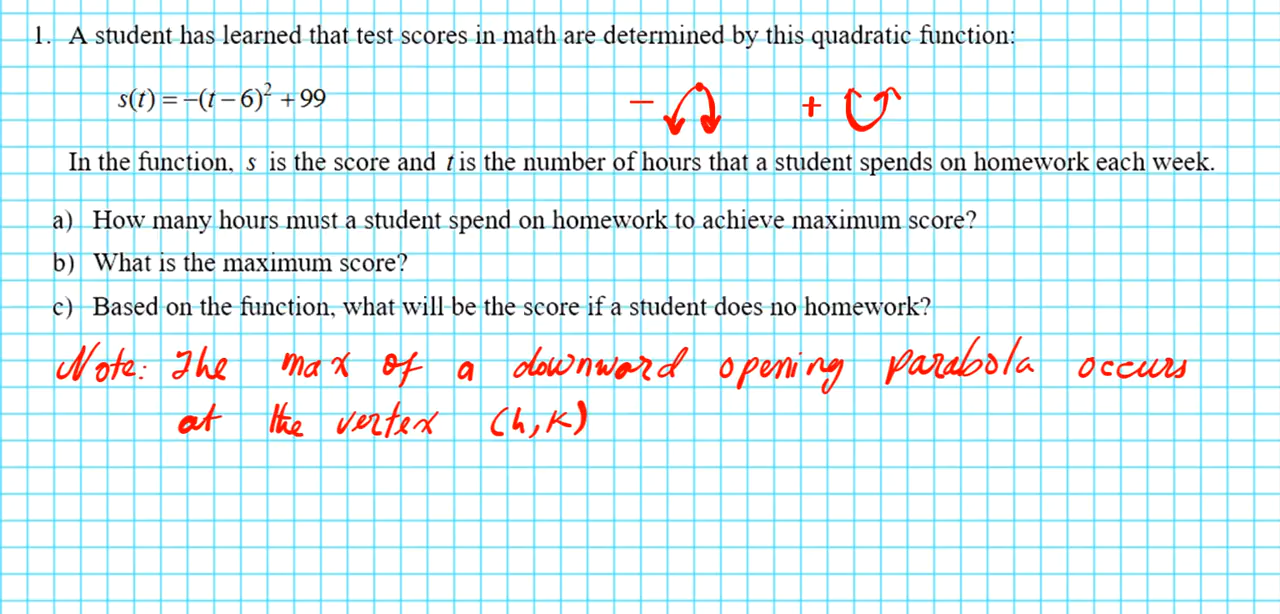 1. A student has learned that test scores in math are determined by this quadratic function:
s(t) = −(t − 6)² + 99
− +
In the function, s is the score and t is the number of hours that a student spends on homework each week.
a) How many hours must a student spend on homework to achieve maximum score?
b) What is the maximum score?
c) Based on the function, what will be the score if a student does no homework?
Note: The max of a downward opening parabola occurs
at the vertex (h,k)